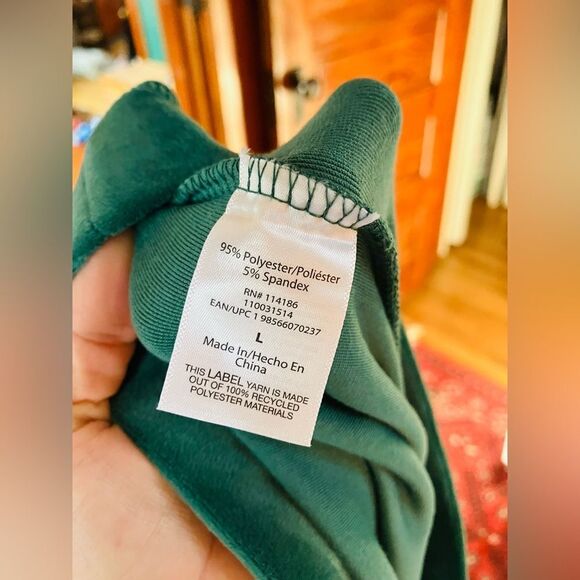 95% Polyester/Poliéster
5% Spandex
RN# 114186
110031514
EAN/UPC 1 98566070237
L
Made In/Hecho En
China
THIS LABEL YARN IS MADE
OUT OF 100% RECYCLED
POLYESTER MATERIALS